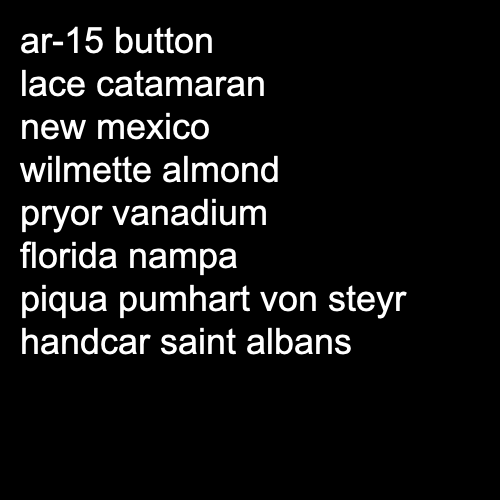 ar-15 button
lace catamaran
new mexico
wilmette almond
pryor vanadium
florida nampa
piqua pumhart von steyr
handcar saint albans